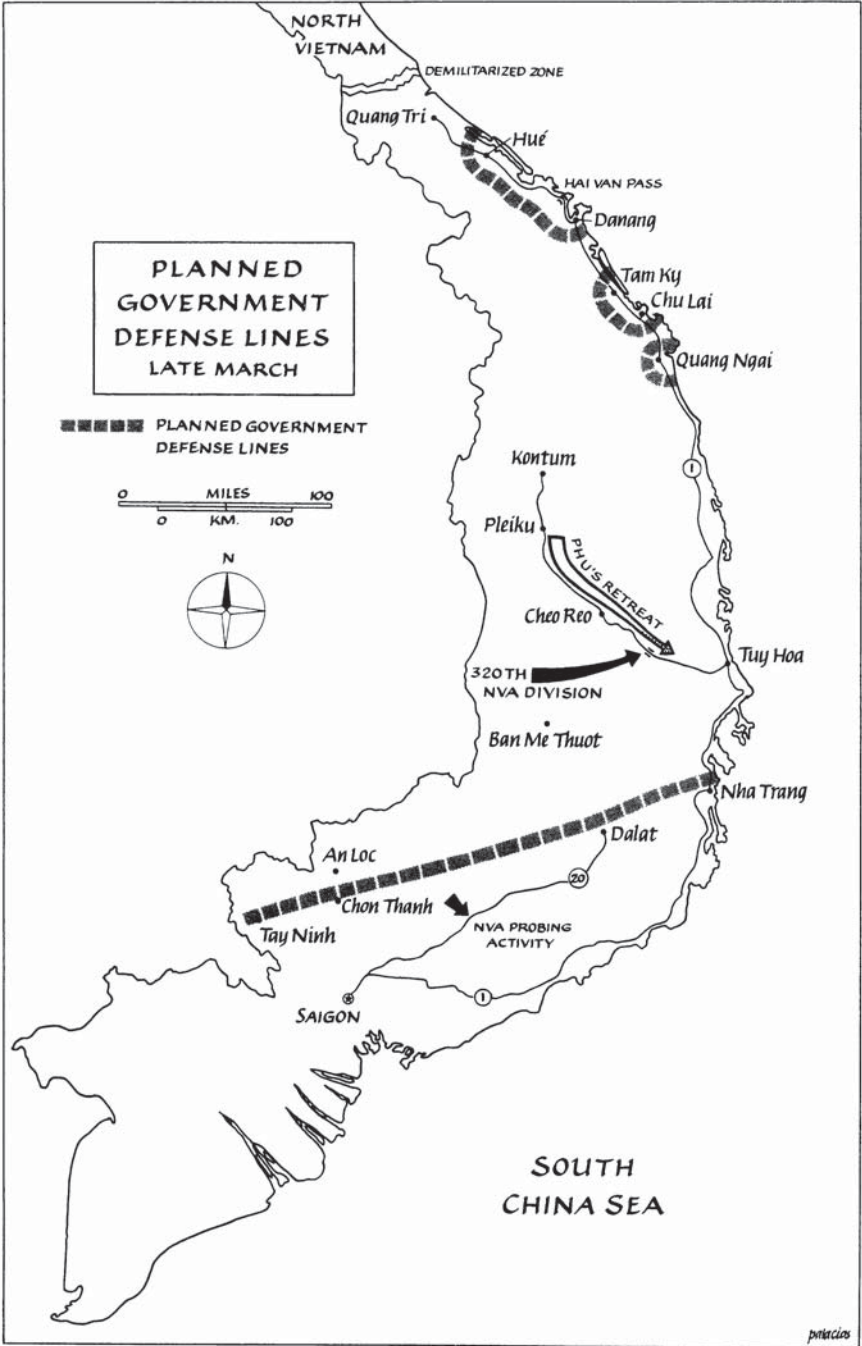 NORTH
VIETNAM
DEMILITARIZED ZONE
Quang Tri
Hué
HAI VAN PASS
Danang
PLANNED
GOVERNMENT
DEFENSE LINES
LATE MARCH
Tam Ky
Chu Lai
Quang Ngai
PLANNED GOVERNMENT
DEFENSE LINES
0 MILES 100
0 KM. 100
N
Kontum
1
Pleiku
PHU'S RETREAT
Cheo Reo
Tuy Hoa
320TH
NVA DIVISION
Ban Me Thuot
Nha Trang
Dalat
An Loc
20
Chon Thanh
Tay Ninh
NVA PROBING
ACTIVITY
1
SAIGON
SOUTH
CHINA SEA
palacios